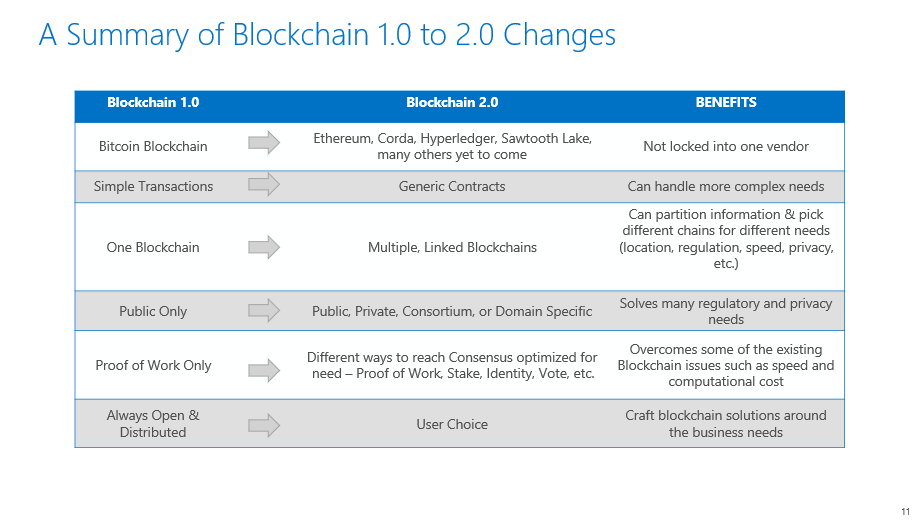 A Summary of Blockchain 1.0 to 2.0 Changes
Blockchain 1.0
Blockchain 2.0
BENEFITS
Bitcoin Blockchain
Ethereum, Corda, Hyperledger, Sawtooth Lake,
many others yet to come
Not locked into one vendor
Simple Transactions
Generic Contracts
Can handle more complex needs
One Blockchain
Multiple, Linked Blockchains
Can partition information & pick
different chains for different needs
(location, regulation, speed, privacy,
etc.)
Public Only
Public, Private, Consortium, or Domain Specific
Solves many regulatory and privacy
needs
Proof of Work Only
Different ways to reach Consensus optimized for
need – Proof of Work, Stake, Identity, Vote, etc.
Overcomes some of the existing
Blockchain issues such as speed and
computational cost
Always Open &
Distributed
User Choice
Craft blockchain solutions around
the business needs
11